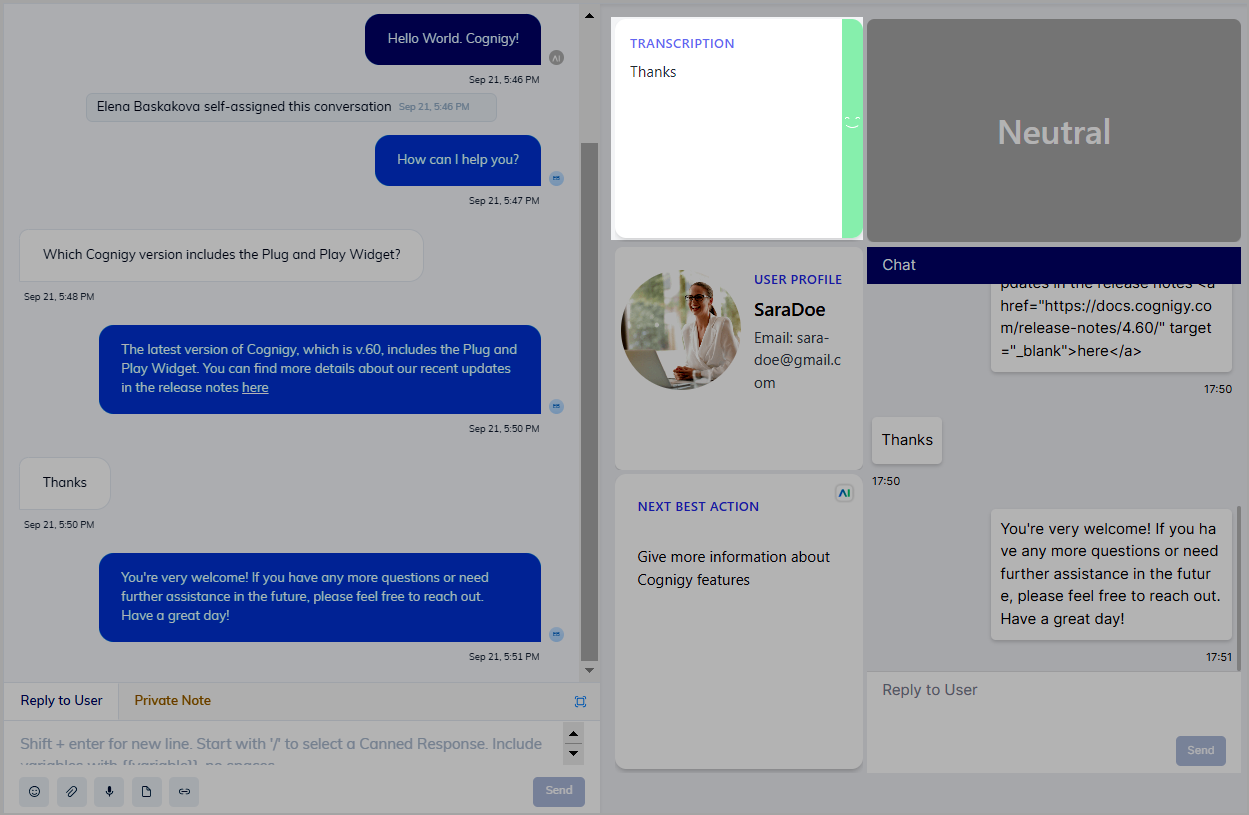 Hello World. Cognigy!
AI
Sep 21, 5:46 PM
Elena Baskakova self-assigned this conversation Sep 21, 5:46 PM
How can I help you?
Sep 21, 5:47 PM
Which Cognigy version includes the Plug and Play Widget?
Sep 21, 5:48 PM
The latest version of Cognigy, which is v.60, includes the Plug and
Play Widget. You can find more details about our recent updates
in the release notes here
Sep 21, 5:50 PM
Thanks
Sep 21, 5:50 PM
You're very welcome! If you have any more questions or need
further assistance in the future, please feel free to reach out.
Have a great day!
Sep 21, 5:51 PM
Reply to User
Private Note
Shift + enter for new line. Start with '/' to select a Canned Response. Include
variables with {{variable}}, no spaces
Send
TRANSCRIPTION
Thanks
Neutral
USER PROFILE
SaraDoe
Email: sara-
doe@gmail.c
om
NEXT BEST ACTION
AI
Give more information about
Cognigy features
Chat
pdates in the release notes <a
href="https://docs.cognigy.co
m/release-notes/4.60/" target
="_blank">here</a>
17:50
Thanks
17:50
You're very welcome! If you ha
ve any more questions or need
further assistance in the futur
e, please feel free to reach out.
Have a great day!
17:51
Reply to User
Send